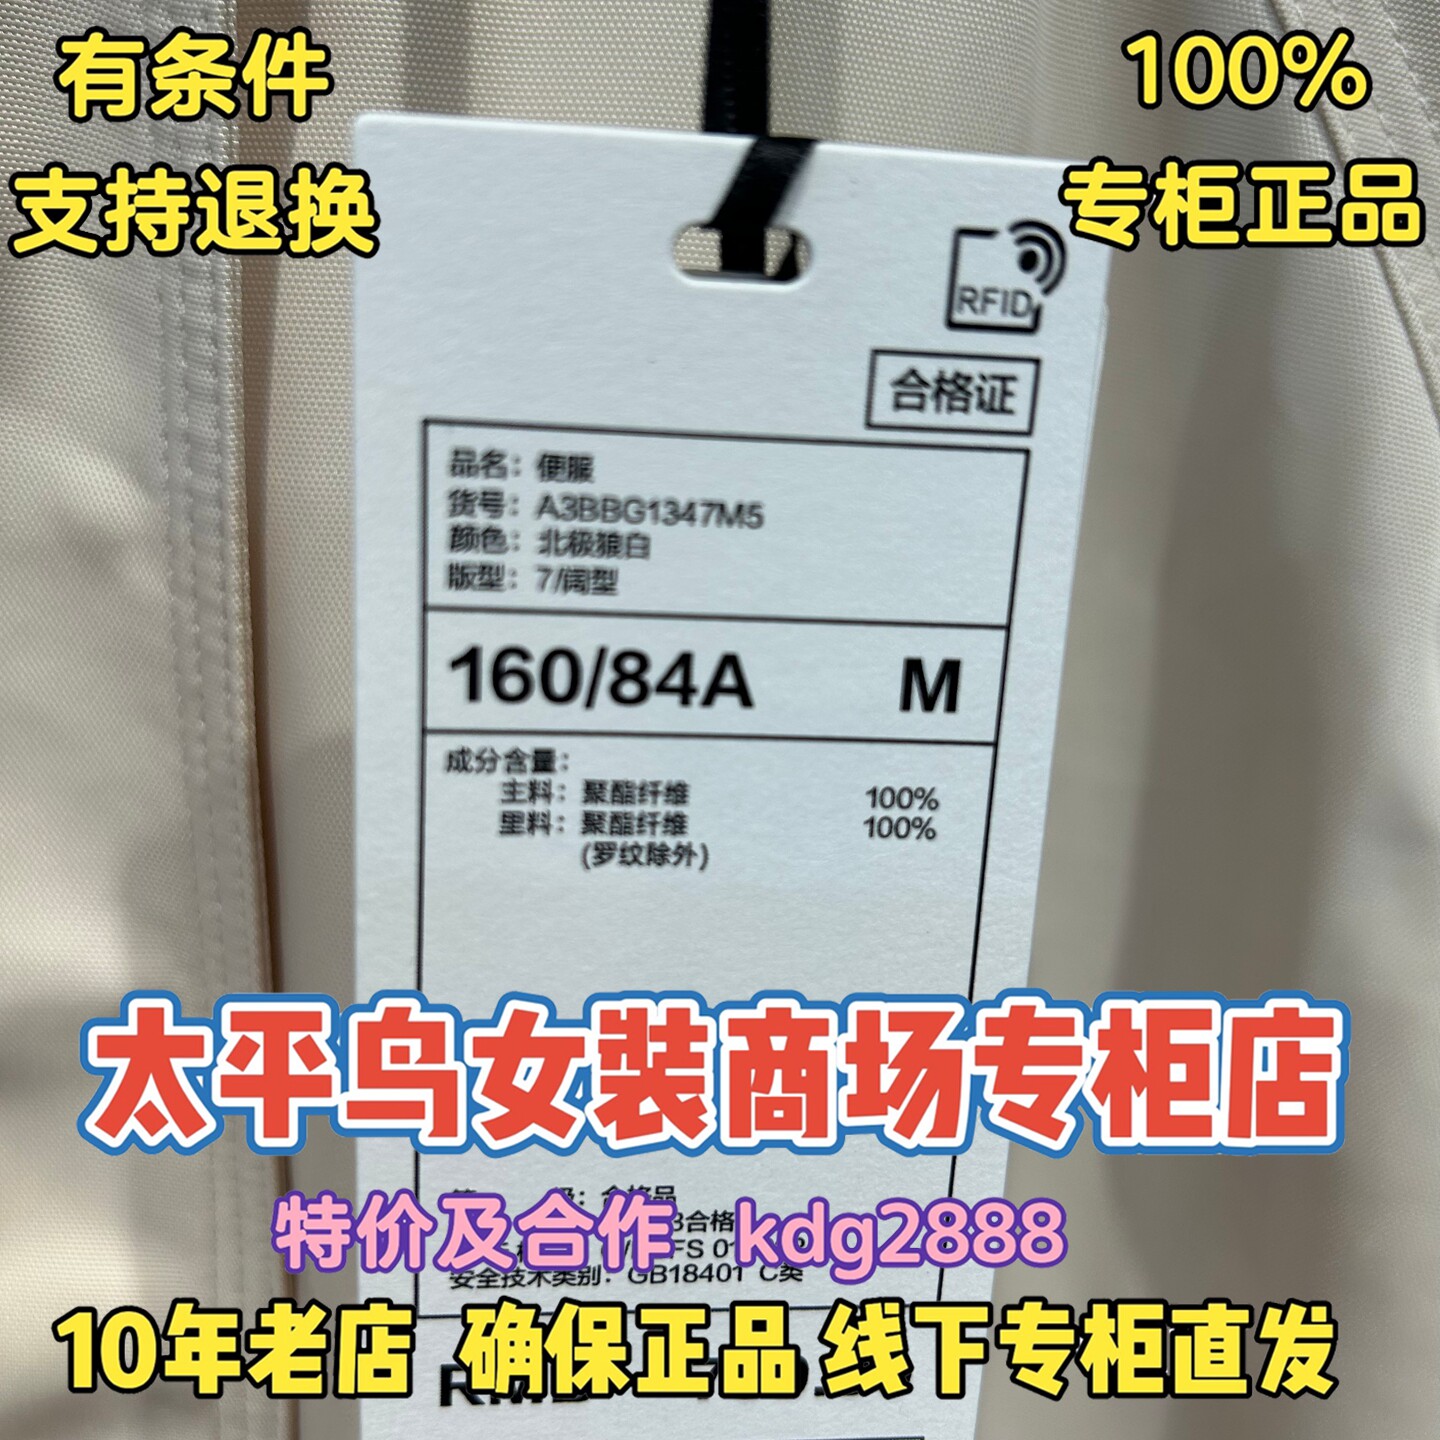 有条件
支持退换
100%
专柜正品
RFID
合格证
品名：便服
货号：A3BBG1347M5
颜色：北极狼白
版型：7/阔型
160/84A M
成分含量：
主料：聚酯纤维 100%
里料：聚酯纤维 100%
(罗纹除外)
太平鸟女装商场专柜店
合格品
合格
特价及合作 kdg2888
安全技术类别：GB18401 C类
10年老店 确保正品 线下专柜直发